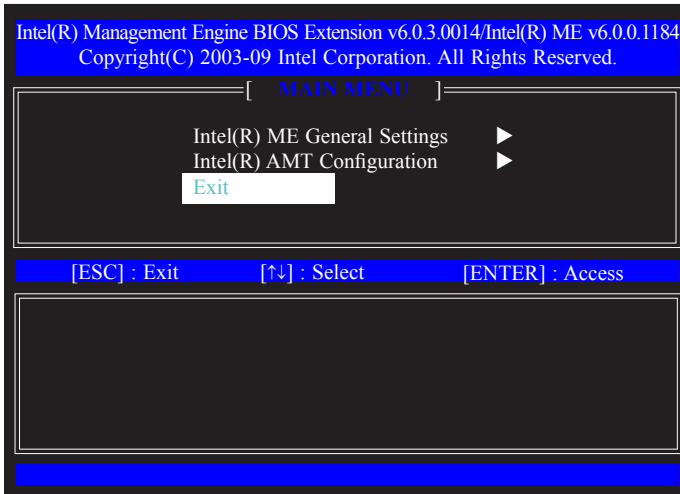 Intel(R) Management Engine BIOS Extension v6.0.3.0014/Intel(R) ME v6.0.0.1184
Copyright(C) 2003-09 Intel Corporation. All Rights Reserved.
[ MAIN MENU ]
Intel(R) ME General Settings ▶
Intel(R) AMT Configuration ▶
Exit
[ESC] : Exit [↑↓] : Select [ENTER] : Access